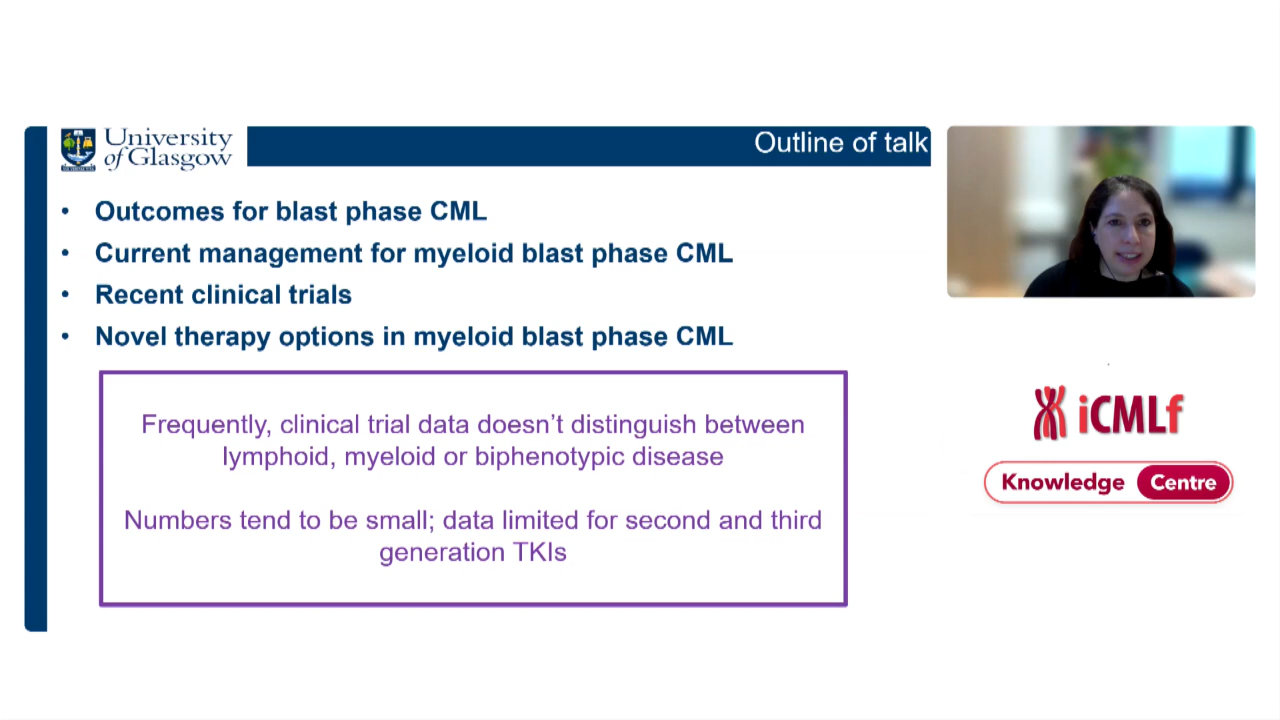 University
of Glasgow
Outline of talk
• Outcomes for blast phase CML
• Current management for myeloid blast phase CML
• Recent clinical trials
• Novel therapy options in myeloid blast phase CML
Frequently, clinical trial data doesn’t distinguish between
lymphoid, myeloid or biphenotypic disease
Numbers tend to be small; data limited for second and third
generation TKIs
iCMLf
Knowledge Centre